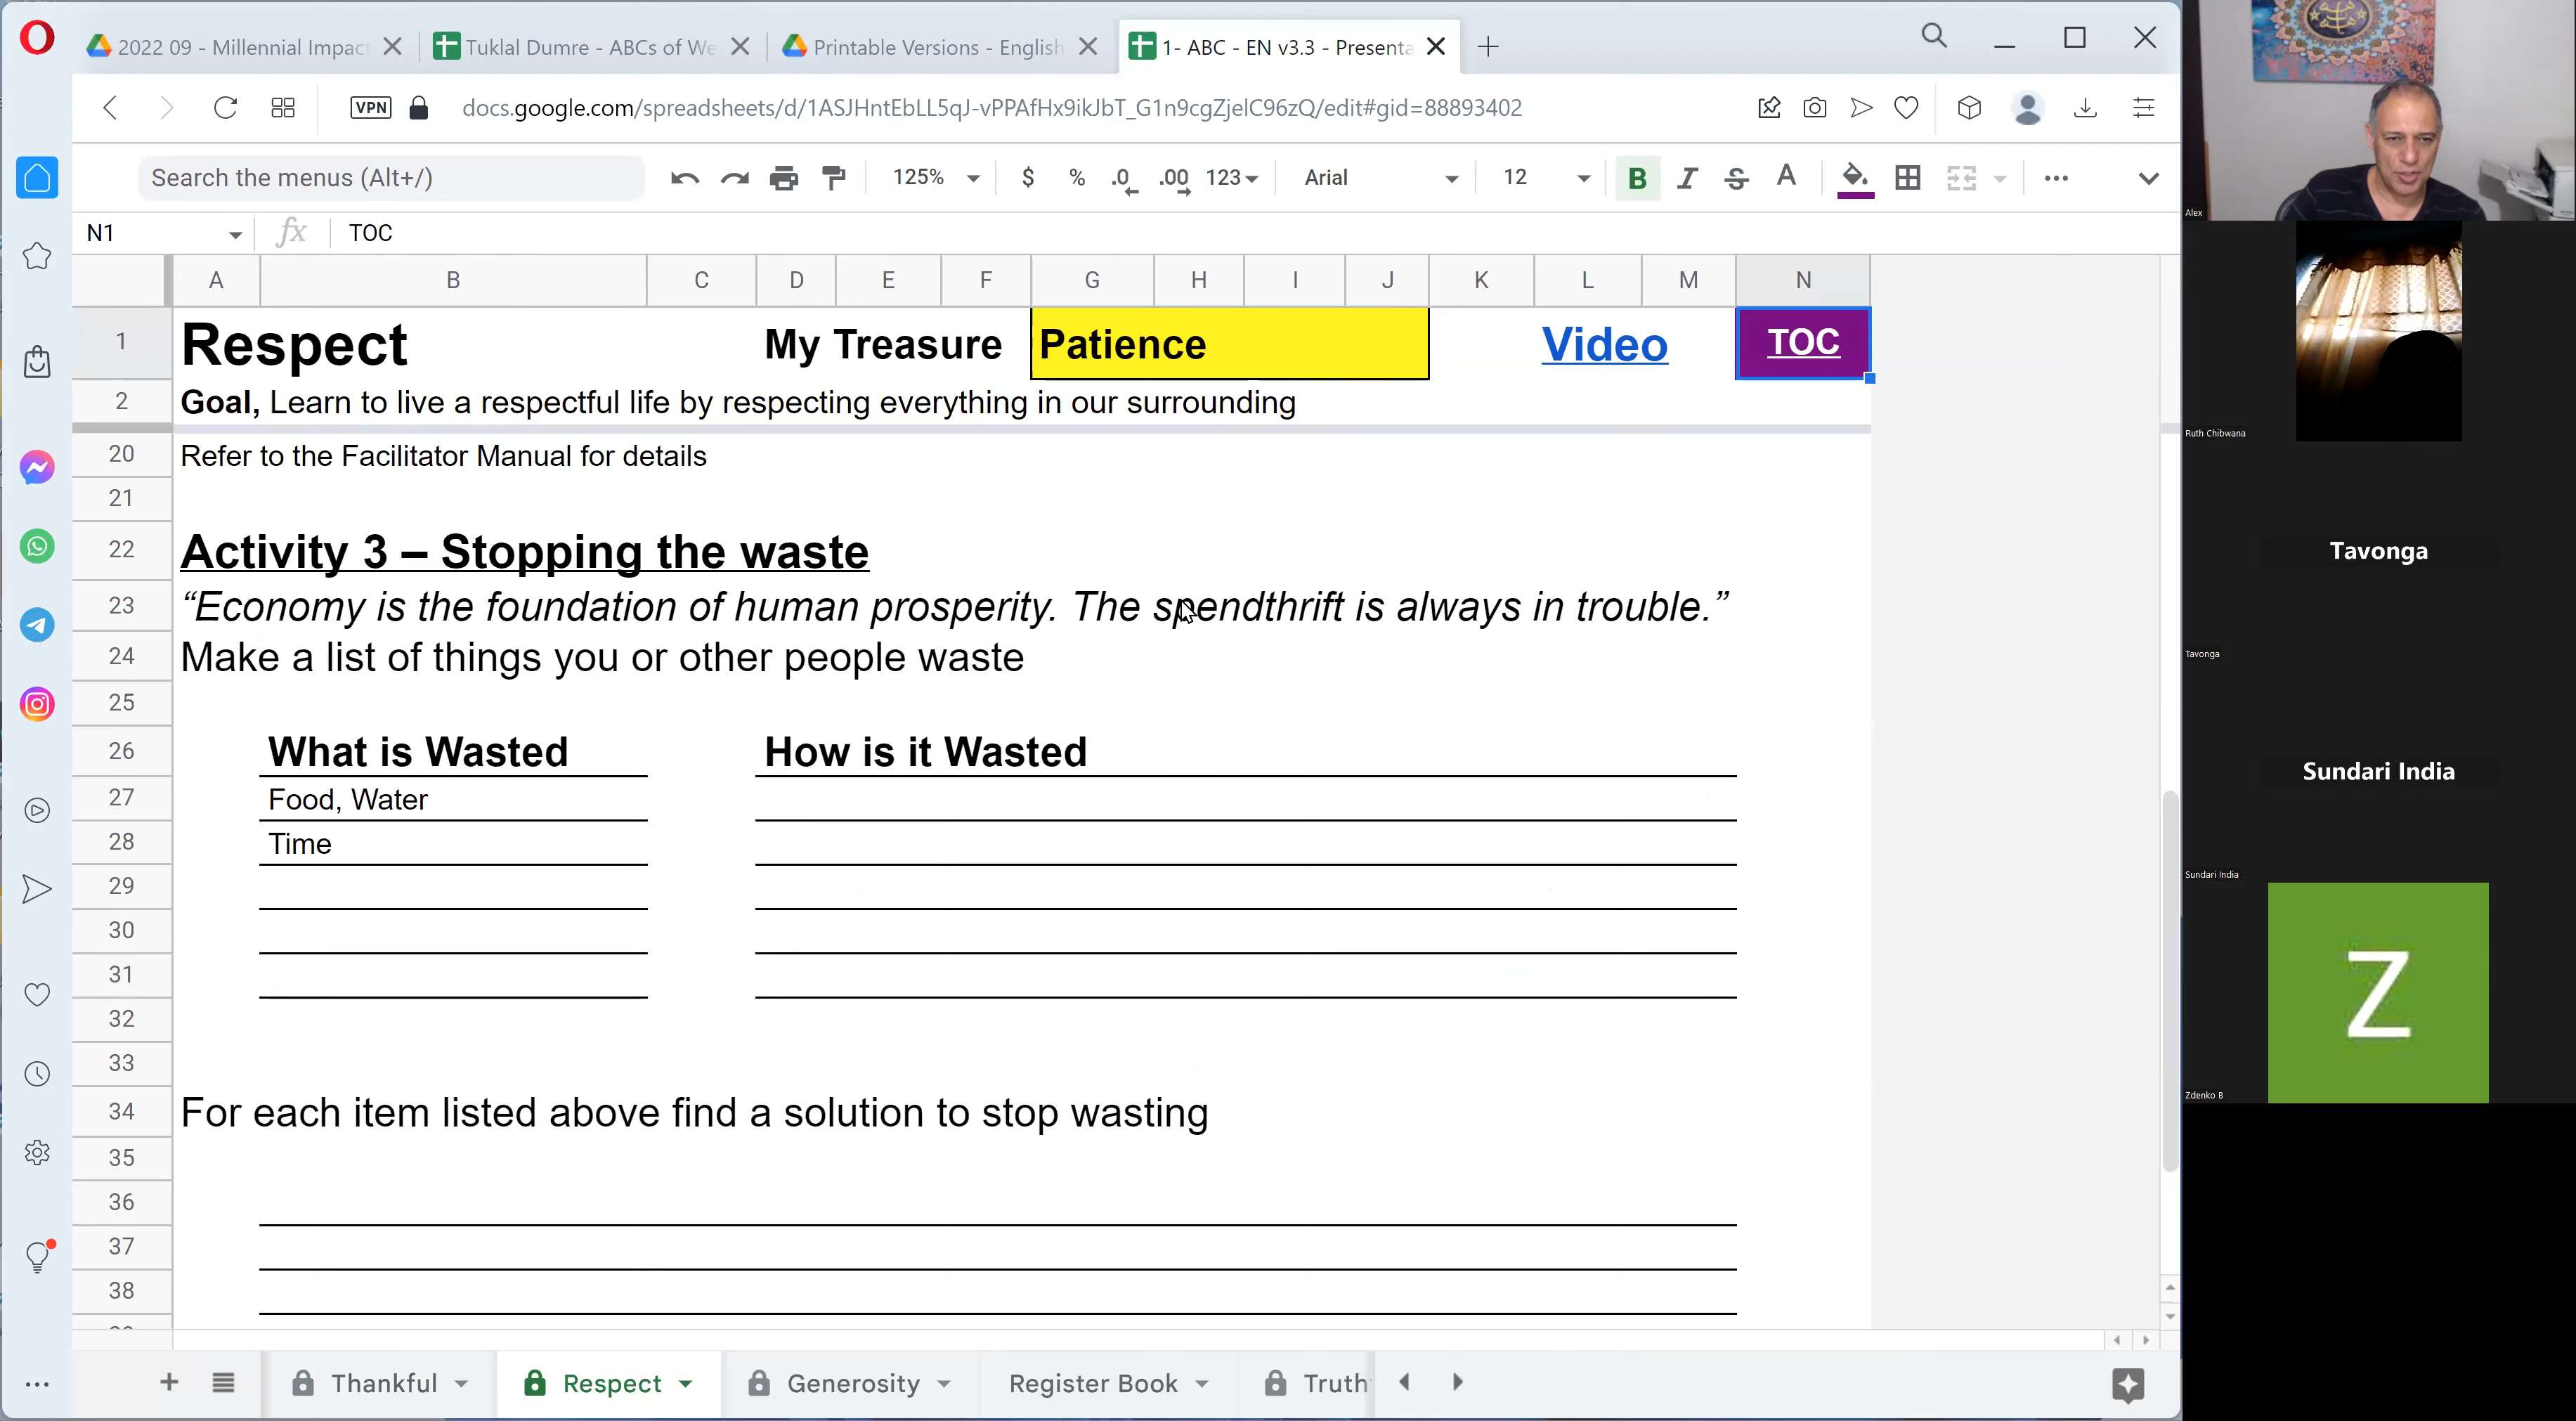 2022 09 - Millennial Impac
Tuklal Dumre - ABCs of We
Printable Versions - English
1- ABC - EN v3.3 - Presenta
VPN
docs.google.com/spreadsheets/d/1ASJHntEbLL5qJ-vPPAfHx9ikJbT_G1n9cgZjelC96zQ/edit#gid=88893402
Search the menus (Alt+/)
125%
$ % .0 .00 123
Arial
12
B I S A
N1
fx
TOC
A B C D E F G H I J K L M N
1 Respect My Treasure Patience Video TOC
2 Goal, Learn to live a respectful life by respecting everything in our surrounding
20 Refer to the Facilitator Manual for details
21
22 Activity 3 – Stopping the waste
23 “Economy is the foundation of human prosperity. The spendthrift is always in trouble.”
24 Make a list of things you or other people waste
25
26 What is Wasted How is it Wasted
27 Food, Water
28 Time
29
30
31
32
33
34 For each item listed above find a solution to stop wasting
35
36
37
38
Thankful
Respect
Generosity
Register Book
Truth
Alex
Ruth Chibwana
Tavonga
Tavonga
Sundari India
Sundari India
Z
Zdenko B